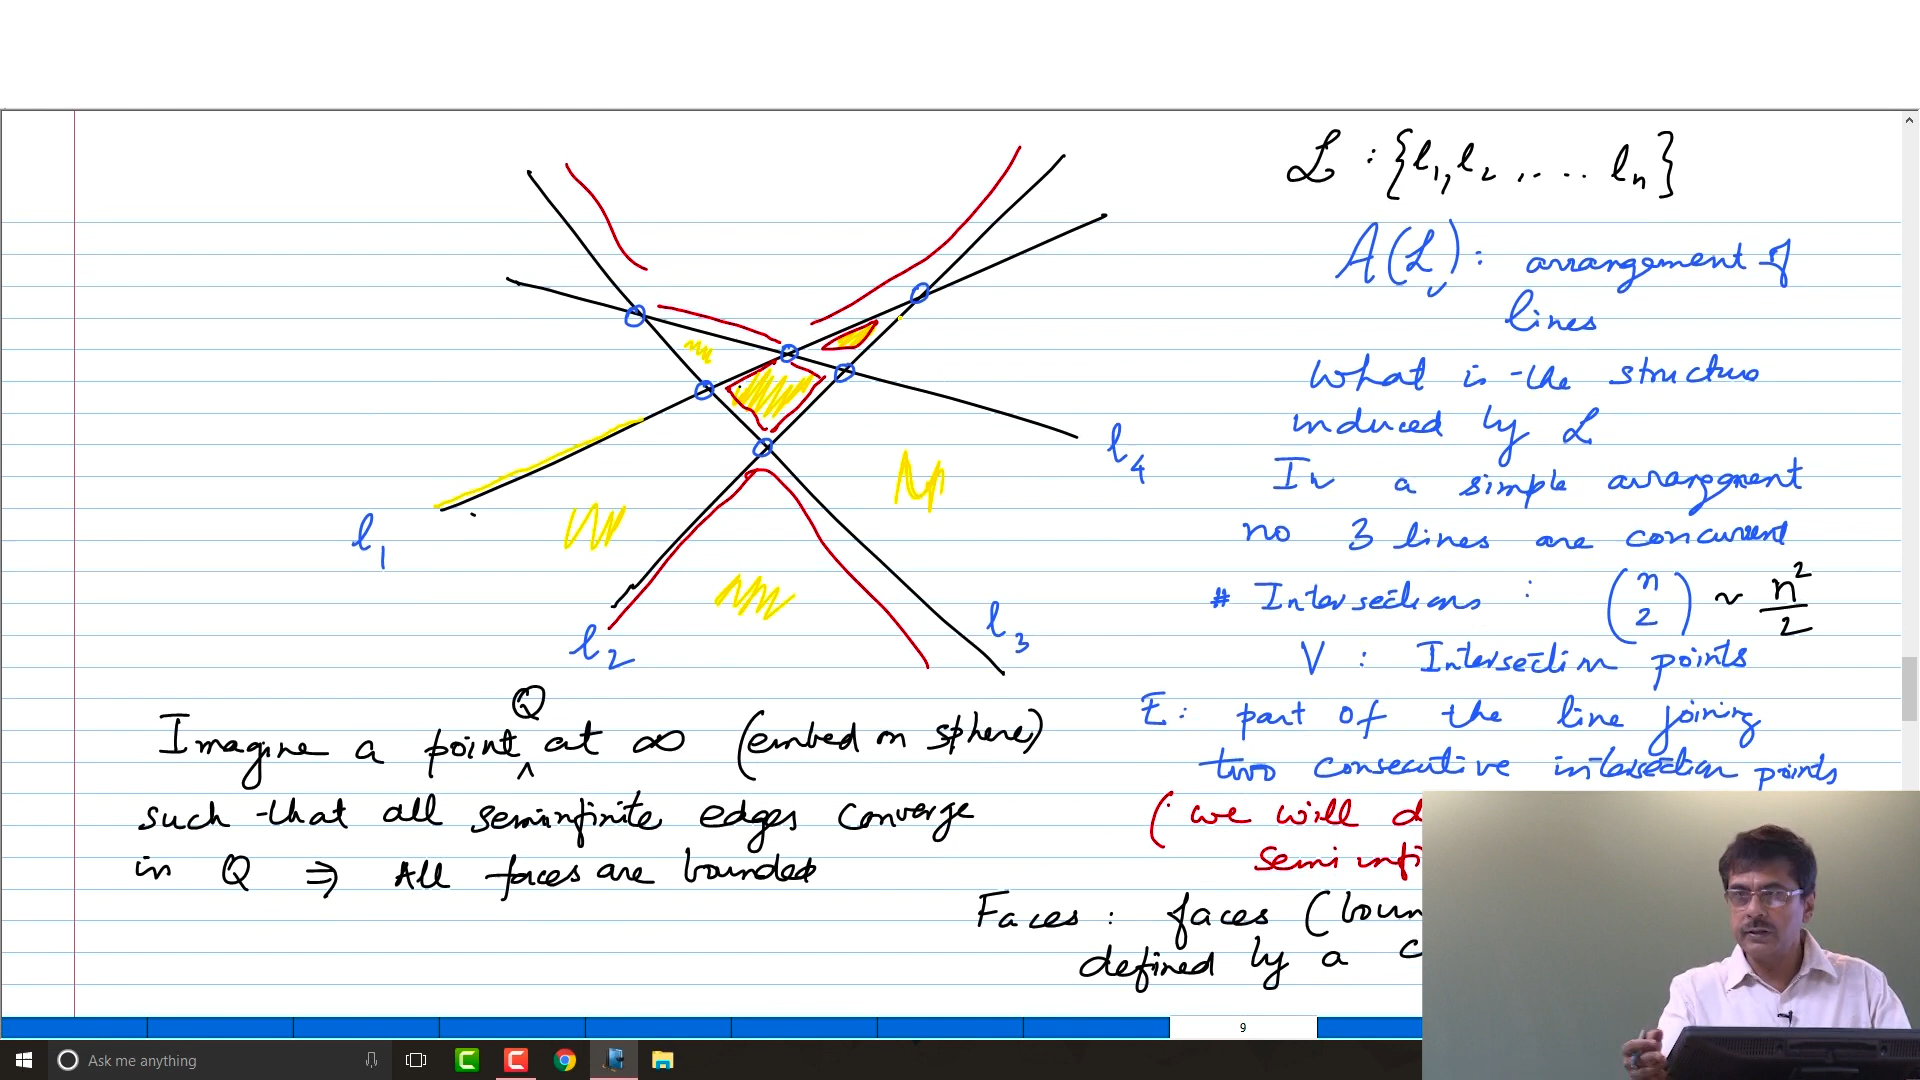 ℒ : {l1, l2, .... ln}
A(ℒ) : arrangement of
lines
What is the structure
induced by ℒ
In a simple arrangement
no 3 lines are concurrent
# Intersections : (n 2) ~ n²/2
V : Intersection points
E : part of the line joining
two consecutive intersection points
(we will d
semi infi
Faces : faces (boun
defined by a c
l1
l2
l3
l4
Imagine a point Q at ∞ (embed on sphere)
such that all semiinfinite edges converge
in Q ⇒ All faces are bounded
9
Ask me anything